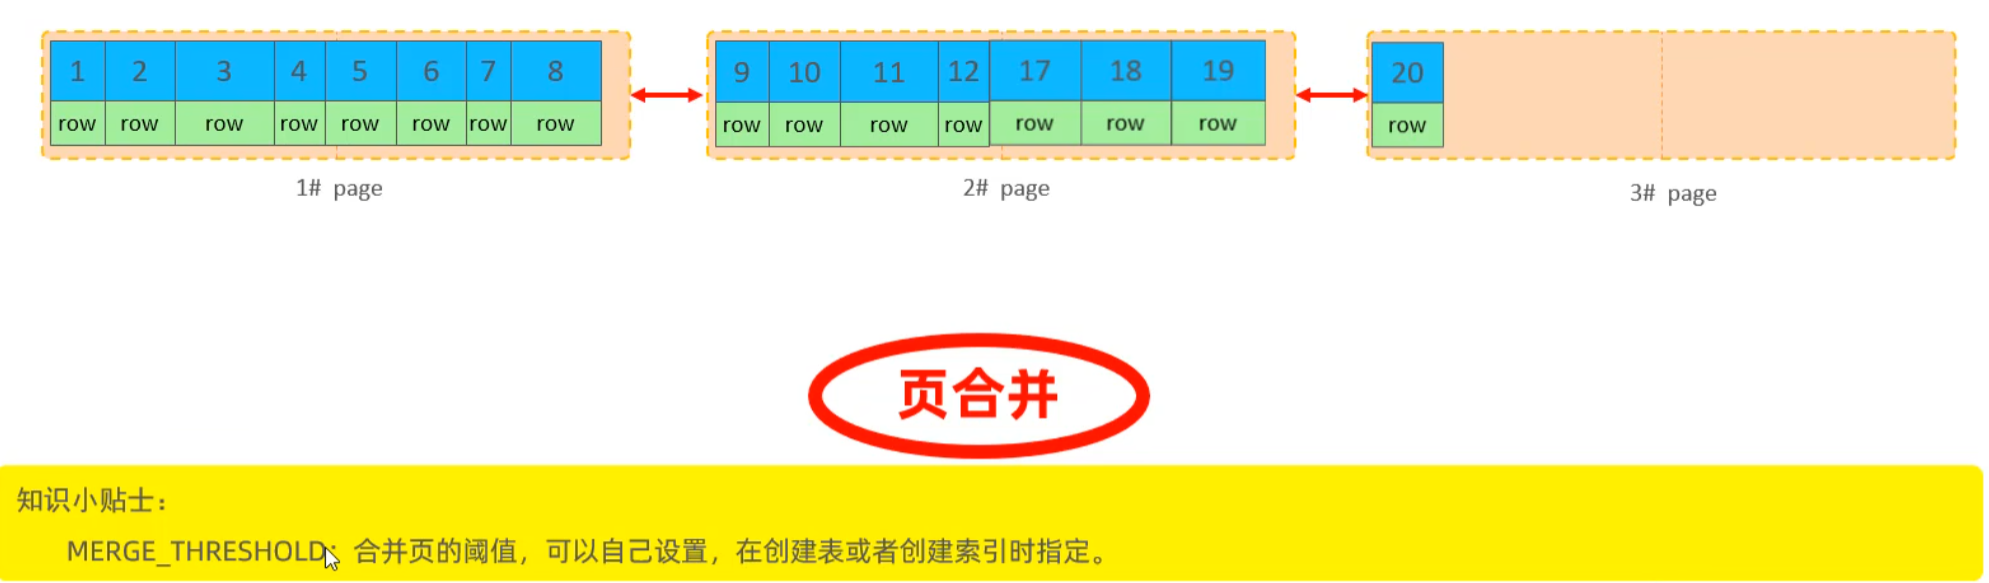 1 2 3 4 5 6 7 8
row row row row row row row row
1# page
9 10 11 12 17 18 19
row row row row row row row
2# page
20
row
3# page
页合并
知识小贴士：
MERGE_THRESHOLD：合并页的阈值，可以自己设置，在创建表或者创建索引时指定。